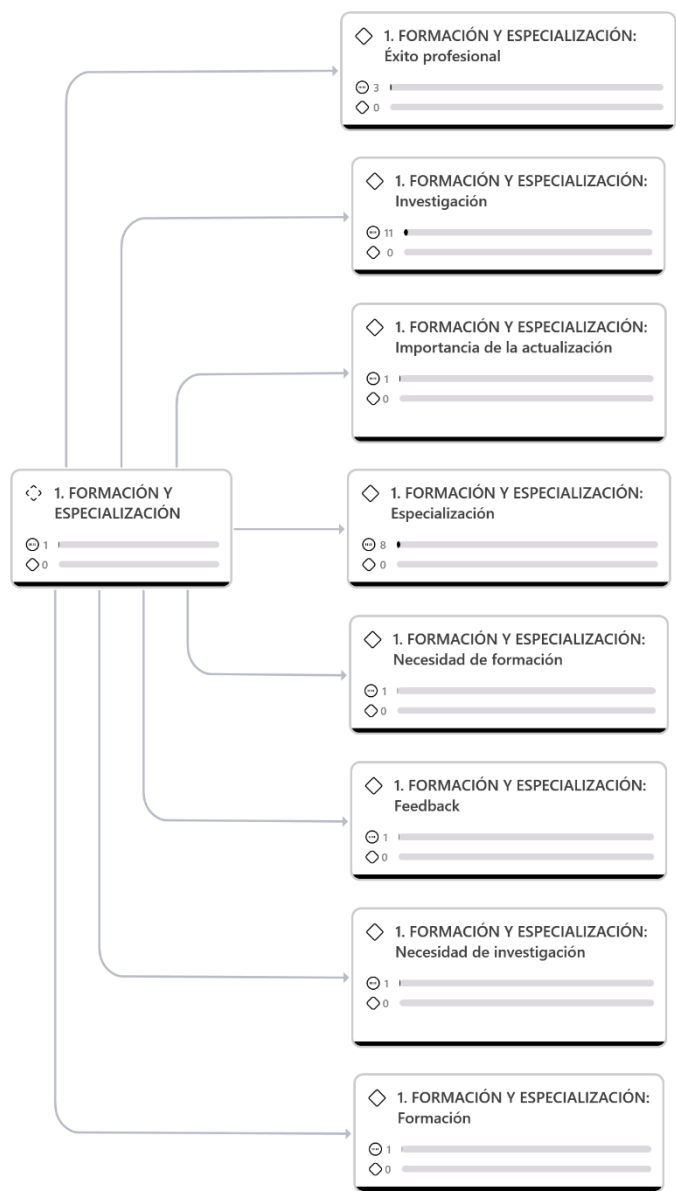 1. FORMACIÓN Y ESPECIALIZACIÓN:
Éxito profesional
3
0
1. FORMACIÓN Y ESPECIALIZACIÓN:
Investigación
11
0
1. FORMACIÓN Y ESPECIALIZACIÓN:
Importancia de la actualización
1
0
1. FORMACIÓN Y
ESPECIALIZACIÓN
1
0
1. FORMACIÓN Y ESPECIALIZACIÓN:
Especialización
8
0
1. FORMACIÓN Y ESPECIALIZACIÓN:
Necesidad de formación
1
0
1. FORMACIÓN Y ESPECIALIZACIÓN:
Feedback
1
0
1. FORMACIÓN Y ESPECIALIZACIÓN:
Necesidad de investigación
1
0
1. FORMACIÓN Y ESPECIALIZACIÓN:
Formación
1
0